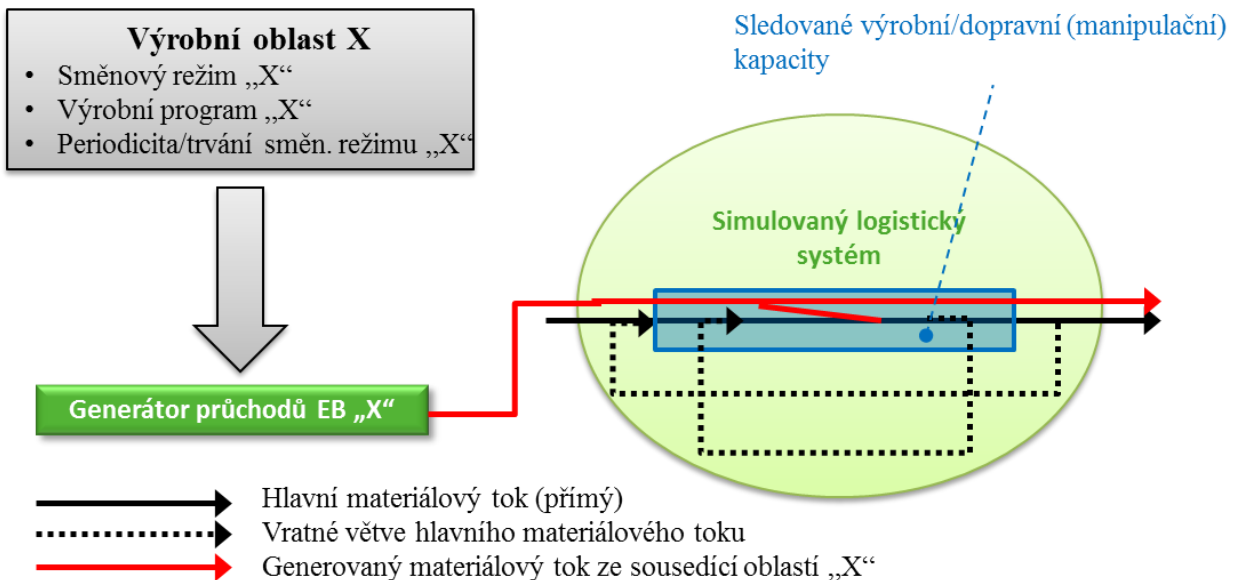 Výrobní oblast X
• Směnový režim „X“
• Výrobní program „X“
• Periodicita/trvání směn. režimu „X“
Sledované výrobní/dopravní (manipulační)
kapacity
Simulovaný logistický
systém
Generátor průchodů EB „X“
Hlavní materiálový tok (přímý)
Vratné větve hlavního materiálového toku
Generovaný materiálový tok ze sousedící oblastí „X“